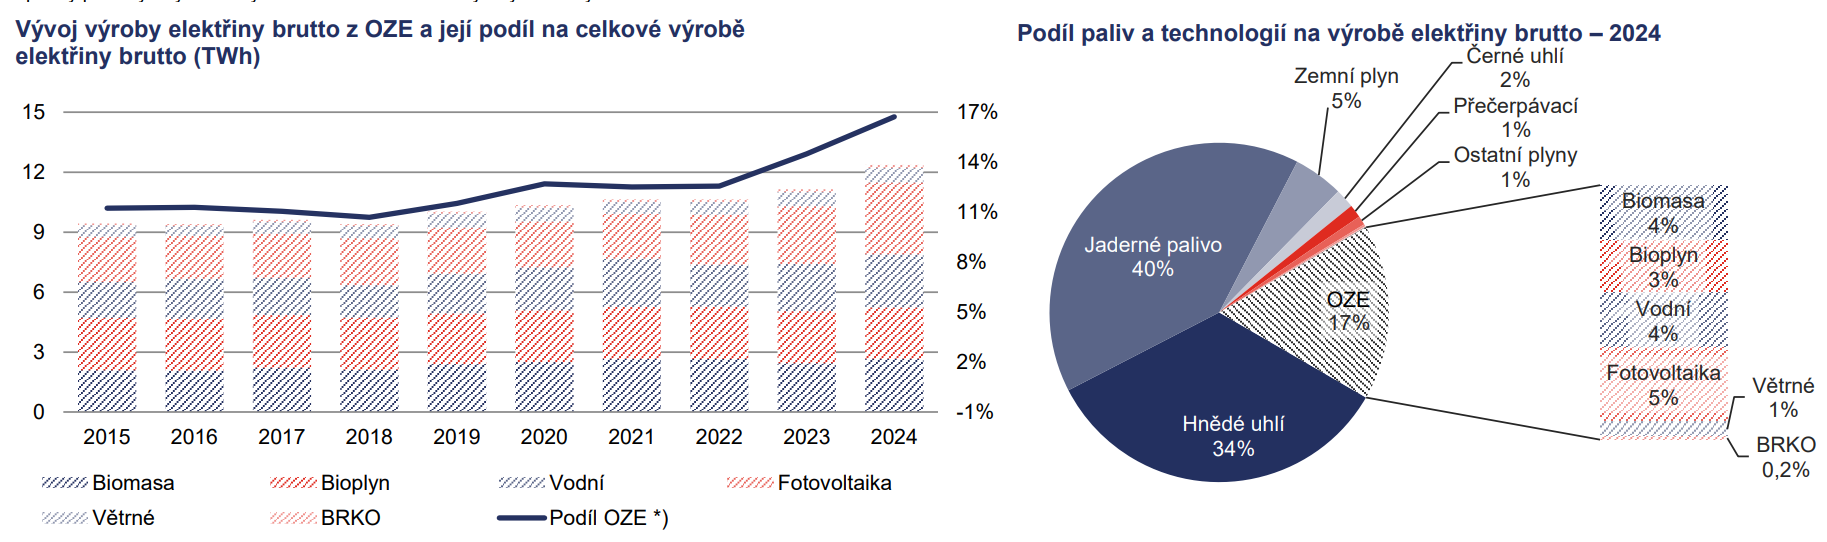 Vývoj výroby elektřiny brutto z OZE a její podíl na celkové výrobě
elektřiny brutto (TWh)
15
12
9
6
3
0
17%
14%
11%
8%
5%
2%
-1%
2015 2016 2017 2018 2019 2020 2021 2022 2023 2024
Biomasa Bioplyn Vodní Fotovoltaika
Větrné BRKO Podíl OZE *)
Podíl paliv a technologií na výrobě elektřiny brutto – 2024
Černé uhlí
2%
Zemní plyn
5%
Přečerpávací
1%
Ostatní plyny
1%
Jaderné palivo
40%
OZE
17%
Hnědé uhlí
34%
Biomasa
4%
Bioplyn
3%
Vodní
4%
Fotovoltaika
5%
Větrné
1%
BRKO
0,2%